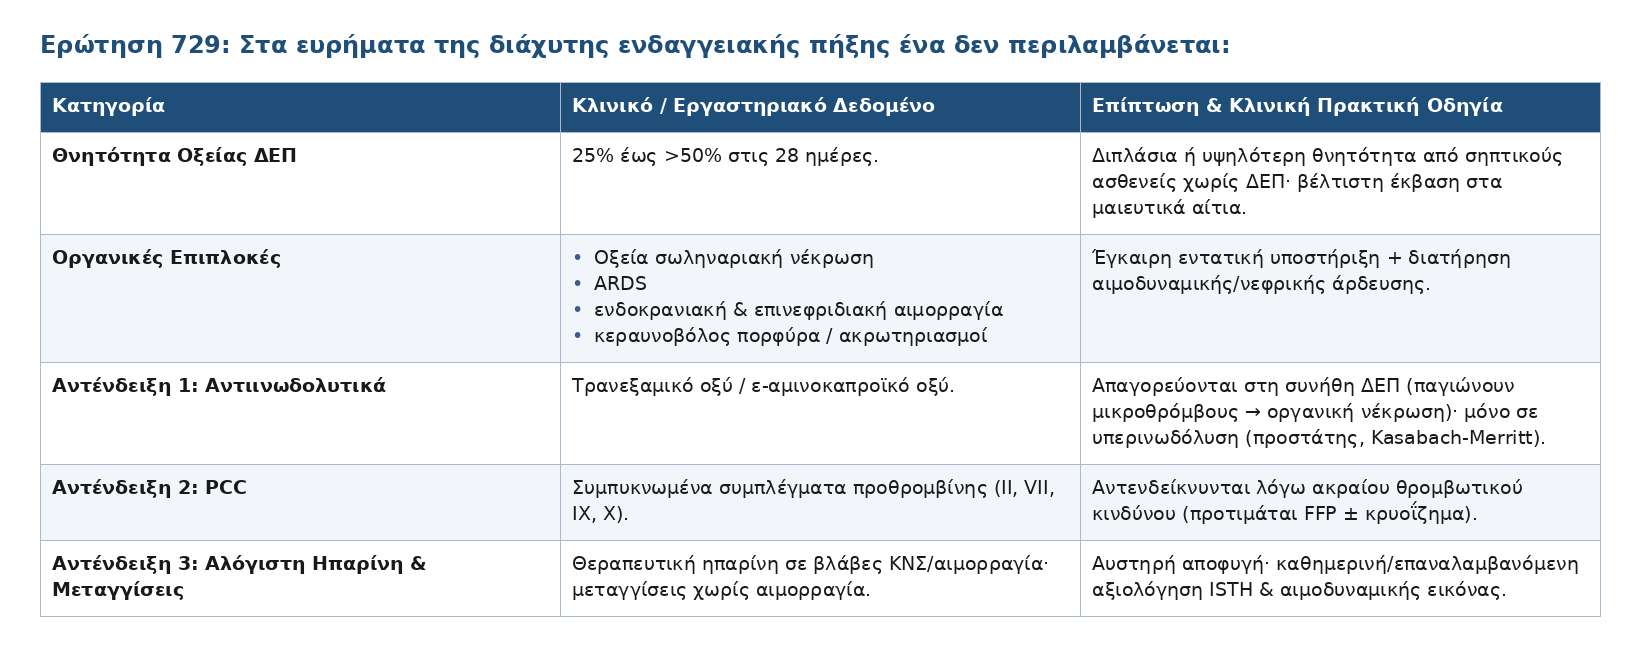 Ερώτηση 729: Στα ευρήματα της διάχυτης ενδαγγειακής πήξης ένα δεν περιλαμβάνεται:
Κατηγορία
Κλινικό / Εργαστηριακό Δεδομένο
Επίπτωση & Κλινική Πρακτική Οδηγία
Θνητότητα Οξείας ΔΕΠ
25% έως >50% στις 28 ημέρες.
Διπλάσια ή υψηλότερη θνητότητα από σηπτικούς
ασθενείς χωρίς ΔΕΠ· βέλτιστη έκβαση στα
μαιευτικά αίτια.
Οργανικές Επιπλοκές
• Οξεία σωληναριακή νέκρωση
• ARDS
• ενδοκρανιακή & επινεφριδιακή αιμορραγία
• κεραυνοβόλος πορφύρα / ακρωτηριασμοί
Έγκαιρη εντατική υποστήριξη + διατήρηση
αιμοδυναμικής/νεφρικής άρδευσης.
Αντένδειξη 1: Αντιινωδολυτικά
Τρανεξαμικό οξύ / ε-αμινοκαπροϊκό οξύ.
Απαγορεύονται στη συνήθη ΔΕΠ (παγιώνουν
μικροθρόμβους → οργανική νέκρωση)· μόνο σε
υπερινωδόλυση (προστάτης, Kasabach-Merritt).
Αντένδειξη 2: PCC
Συμπυκνωμένα συμπλέγματα προθρομβίνης (II, VII,
IX, X).
Αντενδείκνυνται λόγω ακραίου θρομβωτικού
κινδύνου (προτιμάται FFP ± κρυοΐζημα).
Αντένδειξη 3: Αλόγιστη Ηπαρίνη &
Μεταγγίσεις
Θεραπευτική ηπαρίνη σε βλάβες ΚΝΣ/αιμορραγία·
μεταγγίσεις χωρίς αιμορραγία.
Αυστηρή αποφυγή· καθημερινή/επαναλαμβανόμενη
αξιολόγηση ISTH & αιμοδυναμικής εικόνας.